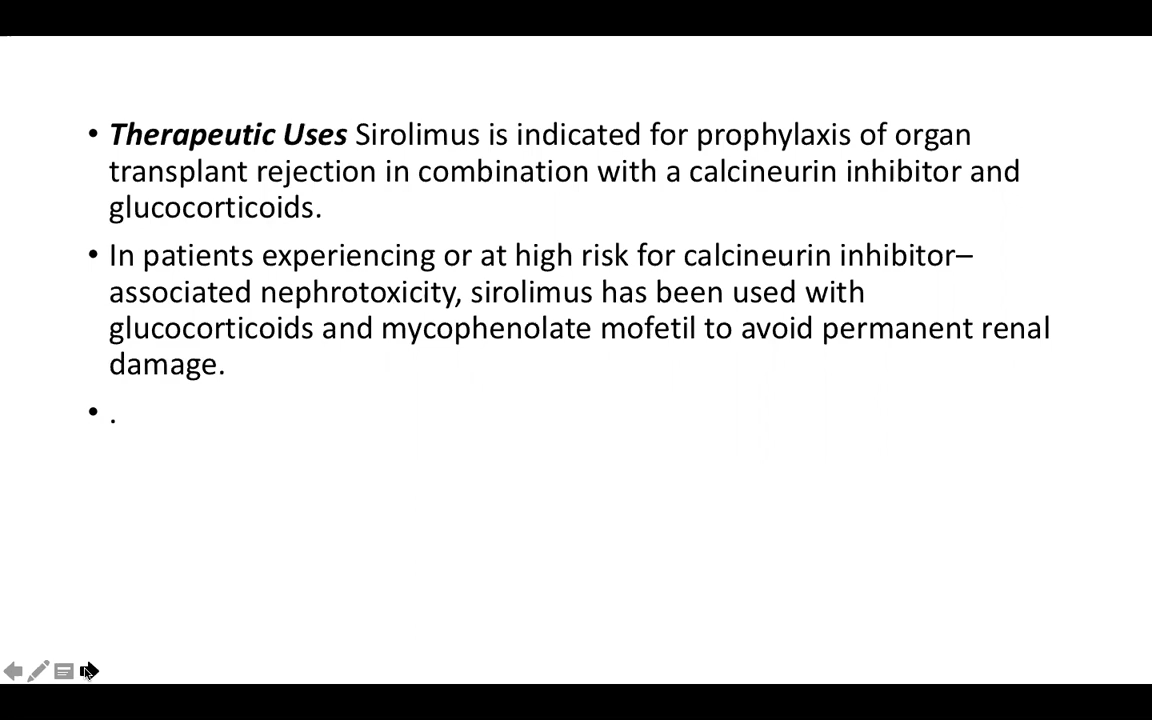 • Therapeutic Uses Sirolimus is indicated for prophylaxis of organ
transplant rejection in combination with a calcineurin inhibitor and
glucocorticoids.
• In patients experiencing or at high risk for calcineurin inhibitor–
associated nephrotoxicity, sirolimus has been used with
glucocorticoids and mycophenolate mofetil to avoid permanent renal
damage.
• .